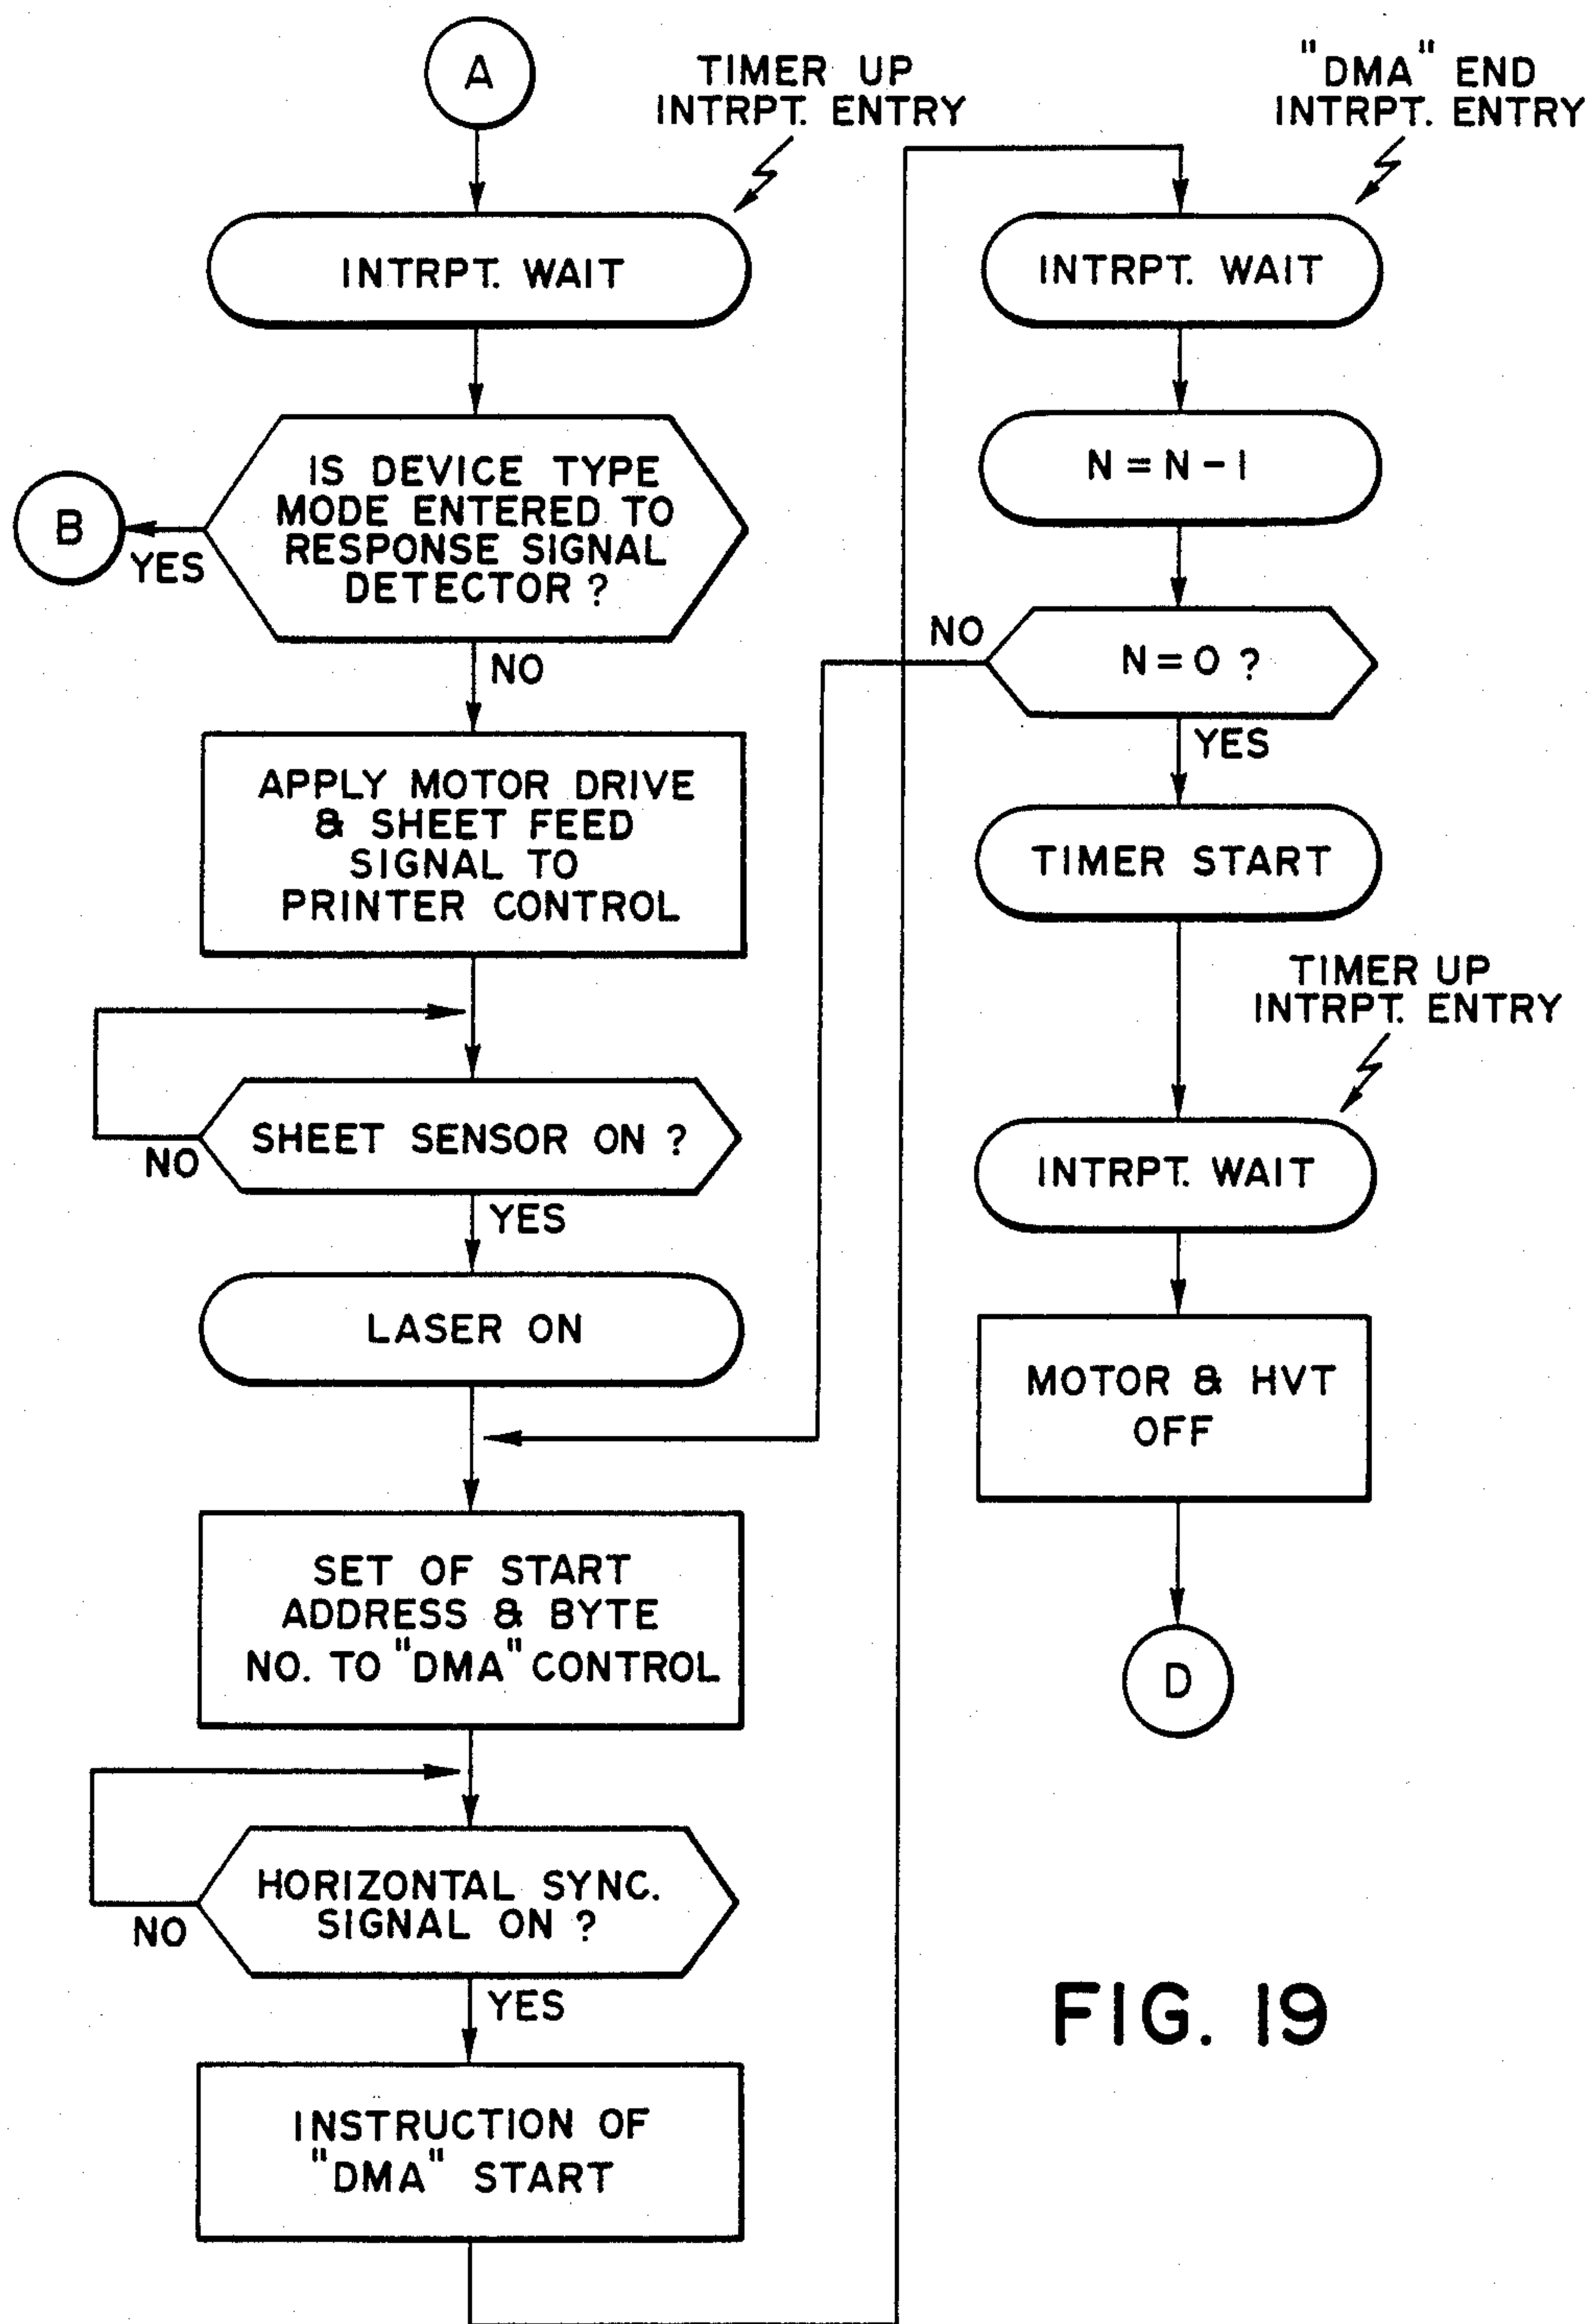 A
TIMER UP
INTRPT. ENTRY
INTRPT. WAIT
IS DEVICE TYPE
MODE ENTERED TO
RESPONSE SIGNAL
DETECTOR ?
B
YES
NO
APPLY MOTOR DRIVE
& SHEET FEED
SIGNAL TO
PRINTER CONTROL
SHEET SENSOR ON ?
NO
YES
LASER ON
SET OF START
ADDRESS & BYTE
NO. TO "DMA" CONTROL
HORIZONTAL SYNC.
SIGNAL ON ?
NO
YES
INSTRUCTION OF
"DMA" START
"DMA" END
INTRPT. ENTRY
INTRPT. WAIT
N = N - 1
NO
N = 0 ?
YES
TIMER START
TIMER UP
INTRPT. ENTRY
INTRPT. WAIT
MOTOR & HVT
OFF
D
FIG. 19